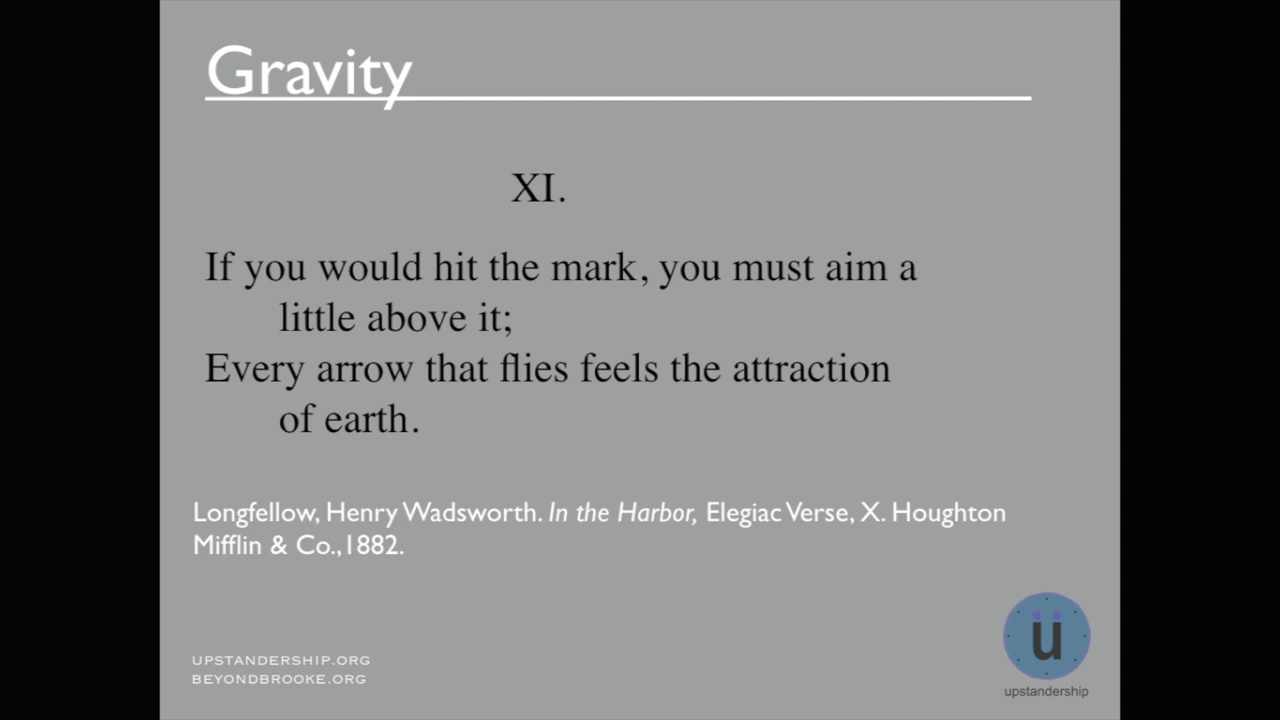 Gravity
XI.
If you would hit the mark, you must aim a
little above it;
Every arrow that flies feels the attraction
of earth.
Longfellow, Henry Wadsworth. In the Harbor, Elegiac Verse, X. Houghton
Mifflin & Co.,1882.
UPSTANDERSHIP.ORG
BEYONDBROOKE.ORG
ü
upstandership